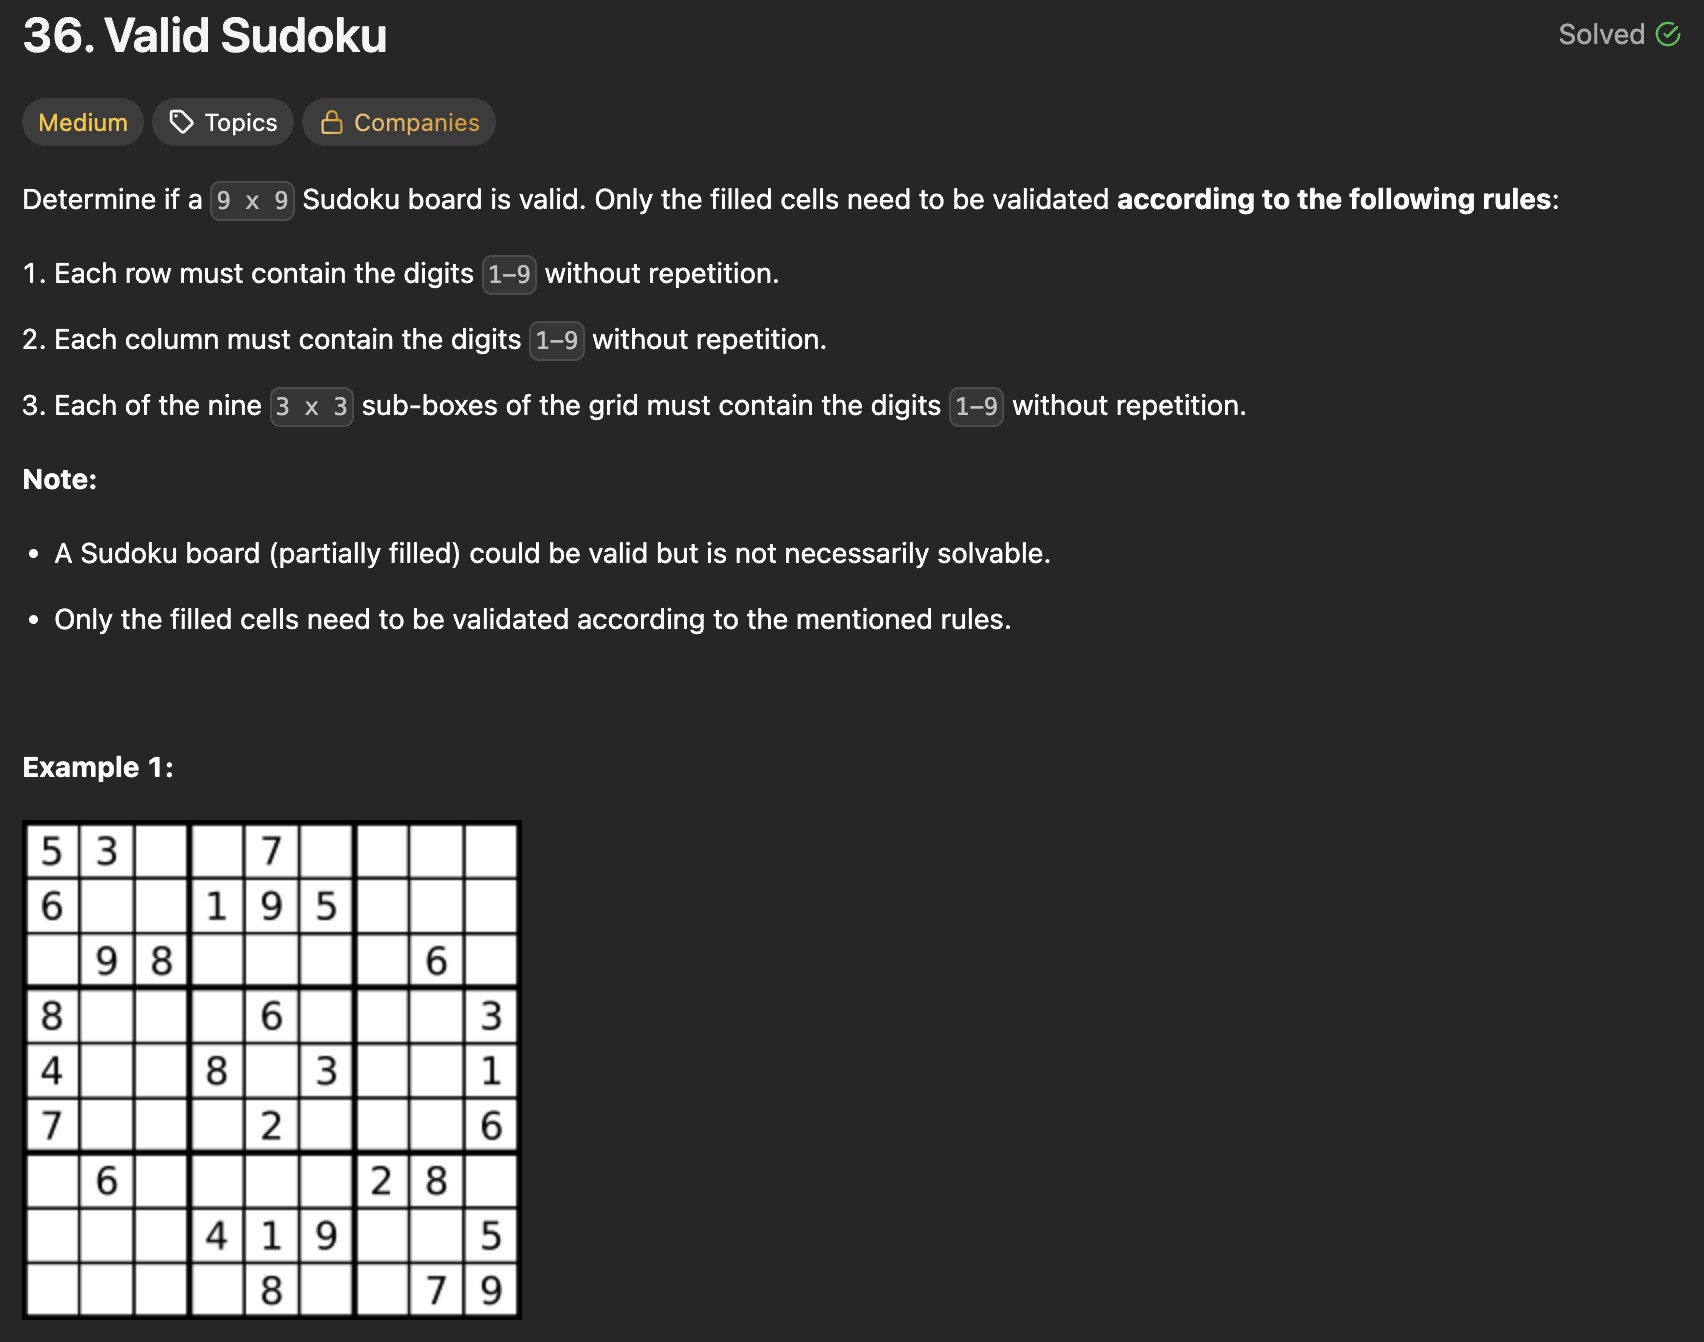 36. Valid Sudoku
Solved
Medium
Topics
Companies
Determine if a 9 x 9 Sudoku board is valid. Only the filled cells need to be validated according to the following rules:
1. Each row must contain the digits 1-9 without repetition.
2. Each column must contain the digits 1-9 without repetition.
3. Each of the nine 3 x 3 sub-boxes of the grid must contain the digits 1-9 without repetition.
Note:
• A Sudoku board (partially filled) could be valid but is not necessarily solvable.
• Only the filled cells need to be validated according to the mentioned rules.
Example 1:
5 3 7
6 1 9 5
9 8 6
8 6 3
4 8 3 1
7 2 6
6 2 8
4 1 9 5
8 7 9